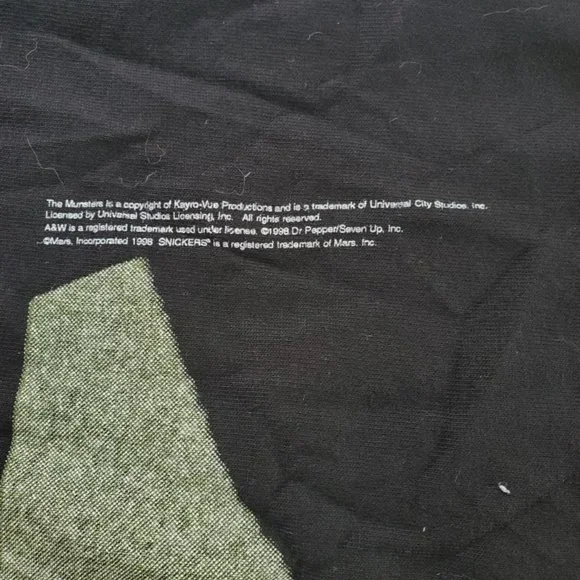 The Munsters is a copyright of Kayro-Vue Productions and is a trademark of Universal City Studios, Inc.
Licensed by Universal Studios Licensing, Inc. All rights reserved.
A&W is a registered trademark used under license. ©1998 Dr Pepper/Seven Up, Inc.
©Mars, Incorporated 1998 SNICKERS® is a registered trademark of Mars, Inc.